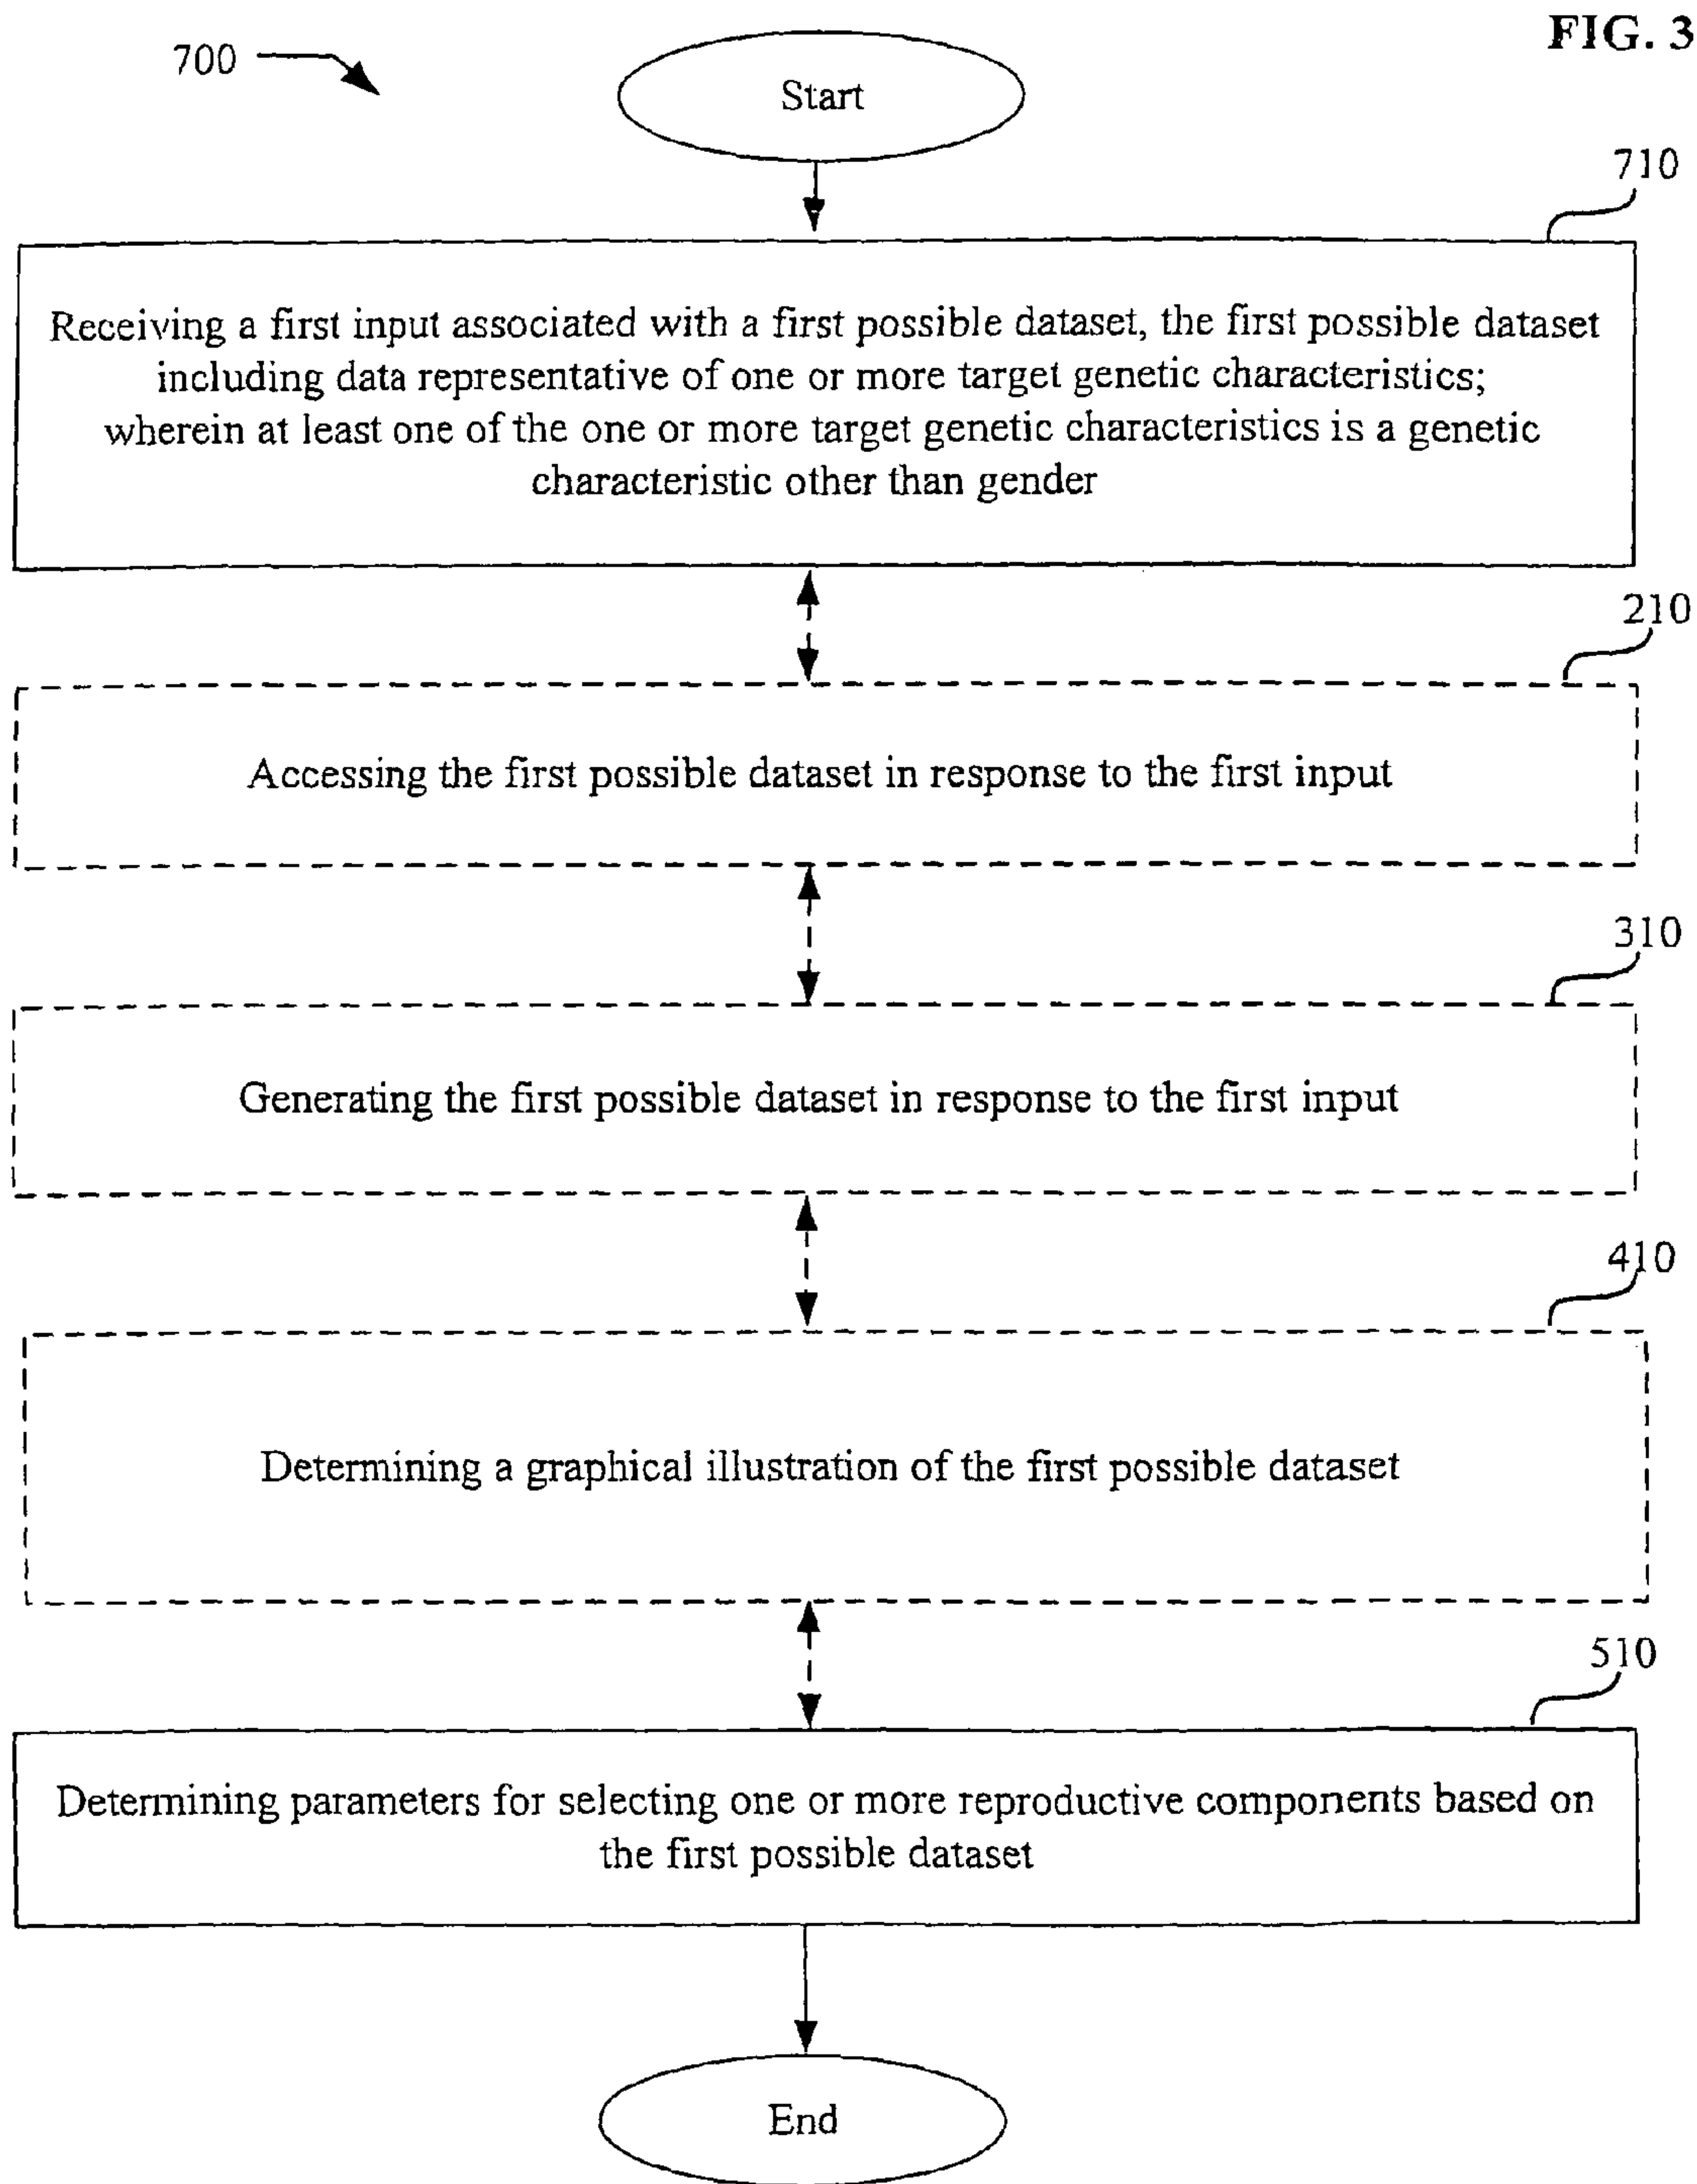 FIG. 3
700
Start
710
Receiving a first input associated with a first possible dataset, the first possible dataset
including data representative of one or more target genetic characteristics;
wherein at least one of the one or more target genetic characteristics is a genetic
characteristic other than gender
210
Accessing the first possible dataset in response to the first input
310
Generating the first possible dataset in response to the first input
410
Determining a graphical illustration of the first possible dataset
510
Determining parameters for selecting one or more reproductive components based on
the first possible dataset
End